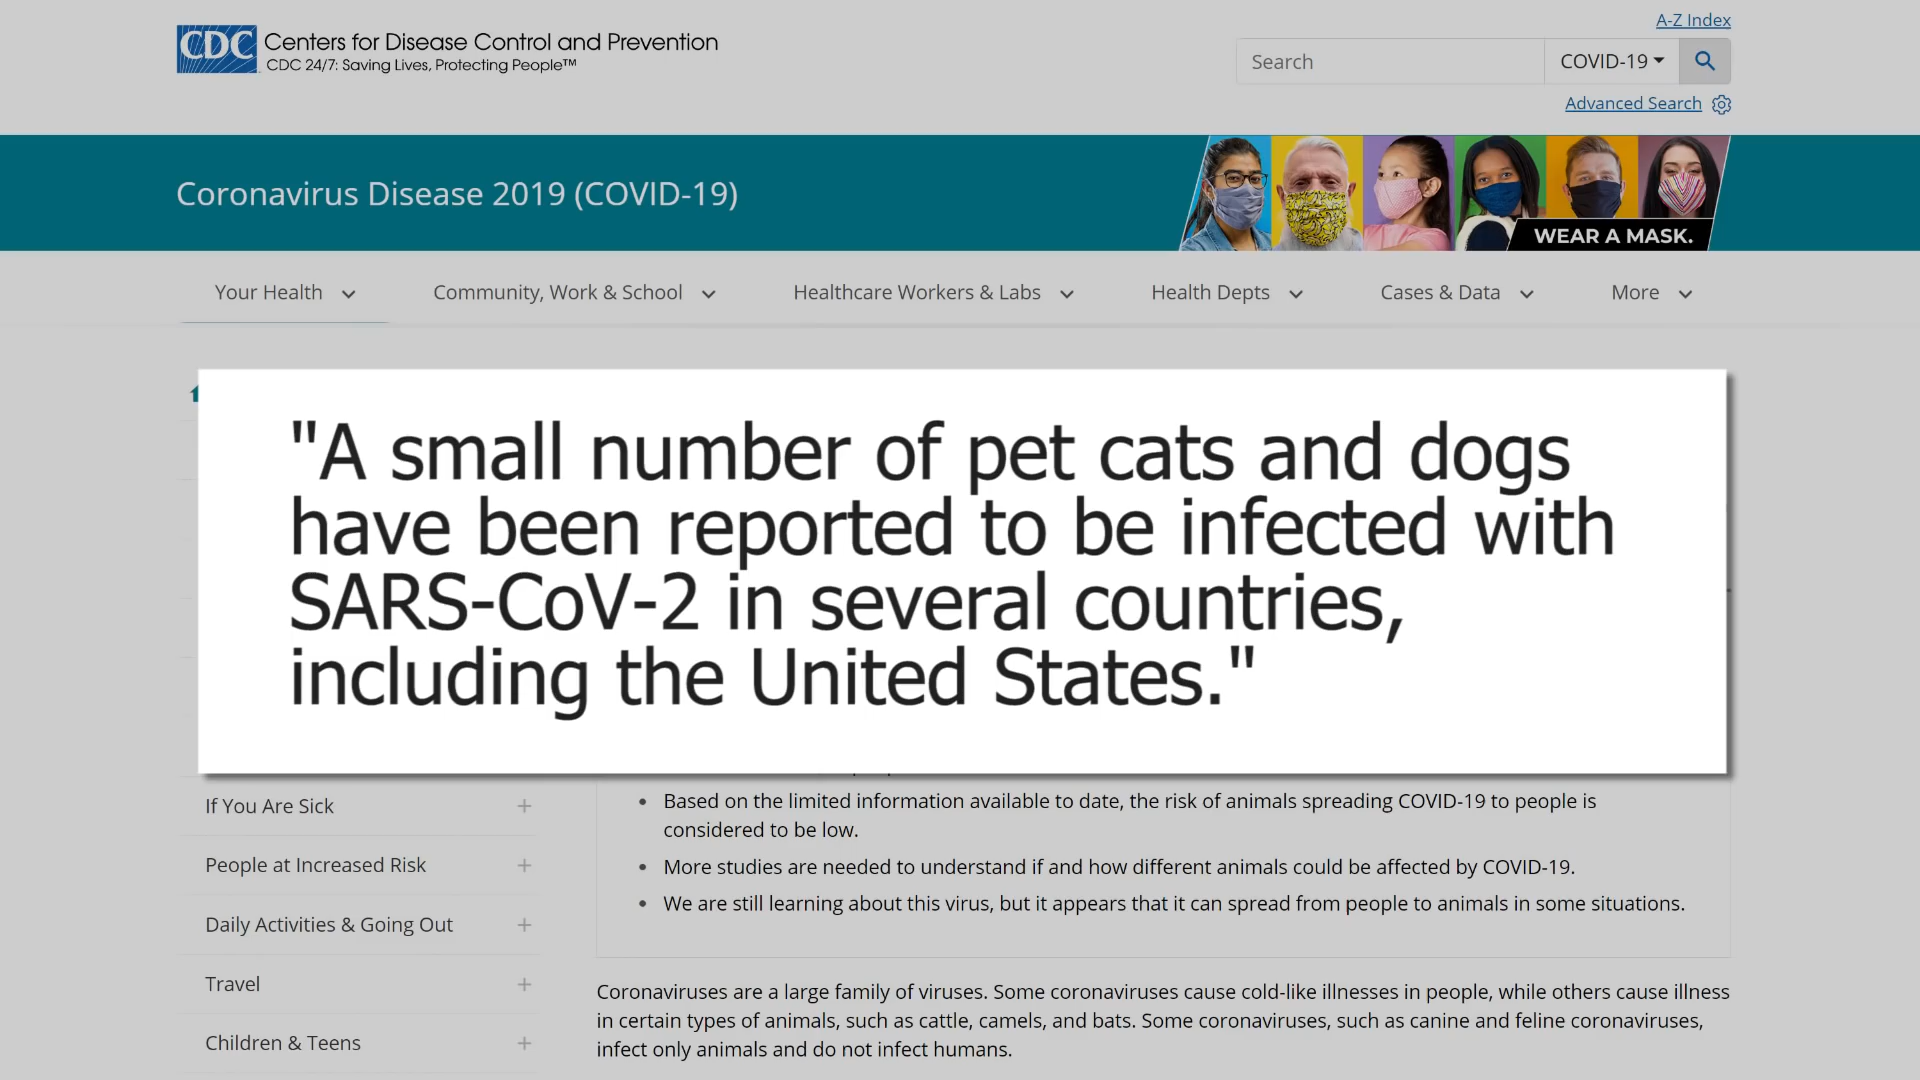 A-Z Index
CDC
Centers for Disease Control and Prevention
CDC 24/7: Saving Lives, Protecting People™
Search
COVID-19
Advanced Search
Coronavirus Disease 2019 (COVID-19)
WEAR A MASK.
Your Health
Community, Work & School
Healthcare Workers & Labs
Health Depts
Cases & Data
More
"A small number of pet cats and dogs
have been reported to be infected with
SARS-CoV-2 in several countries,
including the United States."
If You Are Sick
People at Increased Risk
Daily Activities & Going Out
Travel
Children & Teens
Based on the limited information available to date, the risk of animals spreading COVID-19 to people is
considered to be low.
More studies are needed to understand if and how different animals could be affected by COVID-19.
We are still learning about this virus, but it appears that it can spread from people to animals in some situations.
Coronaviruses are a large family of viruses. Some coronaviruses cause cold-like illnesses in people, while others cause illness
in certain types of animals, such as cattle, camels, and bats. Some coronaviruses, such as canine and feline coronaviruses,
infect only animals and do not infect humans.